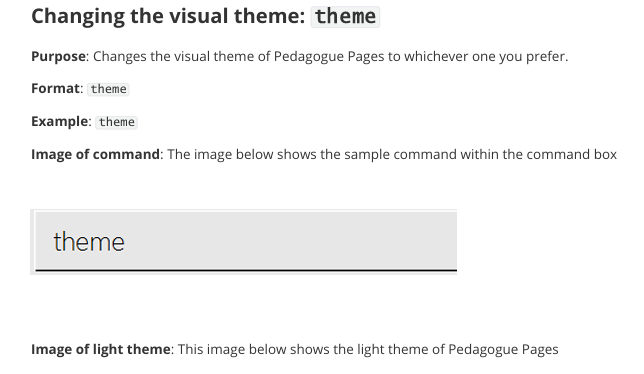 Changing the visual theme: theme
Purpose: Changes the visual theme of Pedagogue Pages to whichever one you prefer.
Format: theme
Example: theme
Image of command: The image below shows the sample command within the command box
theme
Image of light theme: This image below shows the light theme of Pedagogue Pages